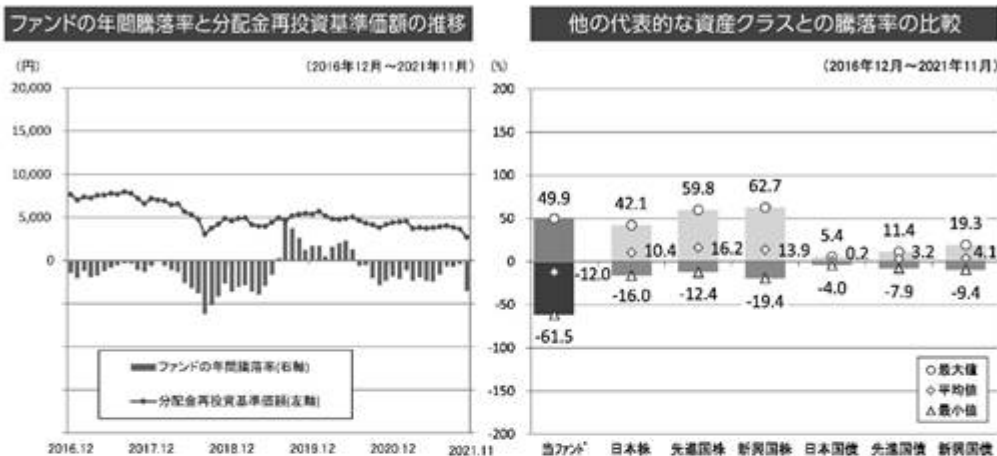 ファンドの年間騰落率と分配金再投資基準価額の推移
(円)
(2016年12月～2021年11月)
(%)
20,000
15,000
10,000
5,000
0
200
150
100
50
0
-50
-100
-150
-200
ファンドの年間騰落率(右軸)
分配金再投資基準価額(左軸)
2016.12 2017.12 2018.12 2019.12 2020.12 2021.11
他の代表的な資産クラスとの騰落率の比較
(2016年12月～2021年11月)
49.9 42.1 59.8 62.7 5.4 11.4 19.3
-12.0 10.4 16.2 13.9 0.2 3.2 4.1
-61.5 -16.0 -12.4 -19.4 -4.0 -7.9 -9.4
○最大値
◇平均値
△最小値
当ファンド 日本株 先進国株 新興国株 日本国債 先進国債 新興国債